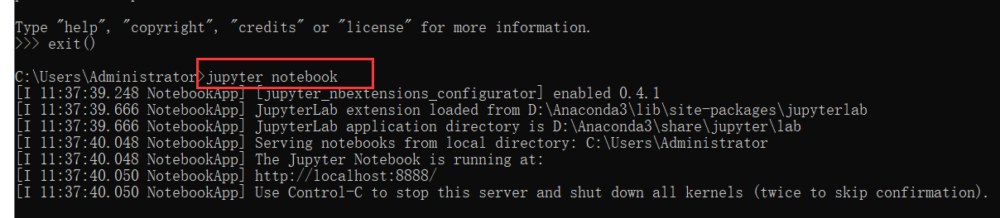 Type "help", "copyright", "credits" or "license" for more information.
>>> exit()
C:\Users\Administrator>jupyter notebook
[I 11:37:39.248 NotebookApp] [jupyter_nbextensions_configurator] enabled 0.4.1
[I 11:37:39.666 NotebookApp] JupyterLab extension loaded from D:\Anaconda3\lib\site-packages\jupyterlab
[I 11:37:39.666 NotebookApp] JupyterLab application directory is D:\Anaconda3\share\jupyter\lab
[I 11:37:40.048 NotebookApp] Serving notebooks from local directory: C:\Users\Administrator
[I 11:37:40.048 NotebookApp] The Jupyter Notebook is running at:
[I 11:37:40.050 NotebookApp] http://localhost:8888/
[I 11:37:40.050 NotebookApp] Use Control-C to stop this server and shut down all kernels (twice to skip confirmation).